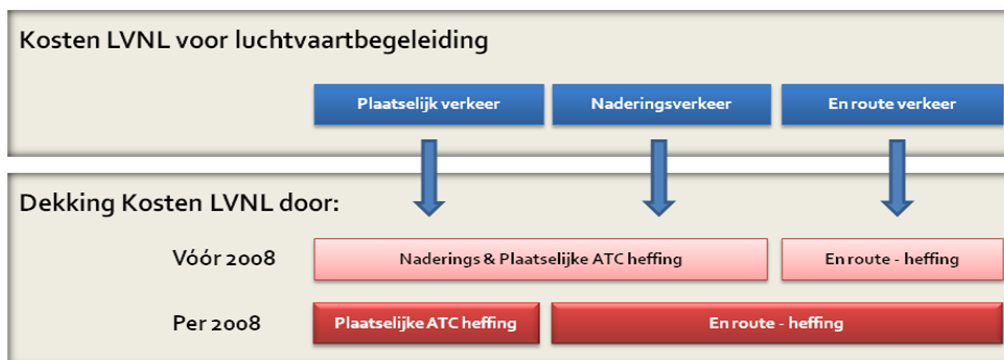 Kosten LVNL voor luchtvaartbegeleiding
Plaatselijk verkeer
Naderingsverkeer
En route verkeer
Dekking Kosten LVNL door:
Vóór 2008
Naderings & Plaatselijke ATC heffing
En route - heffing
Per 2008
Plaatselijke ATC heffing
En route - heffing